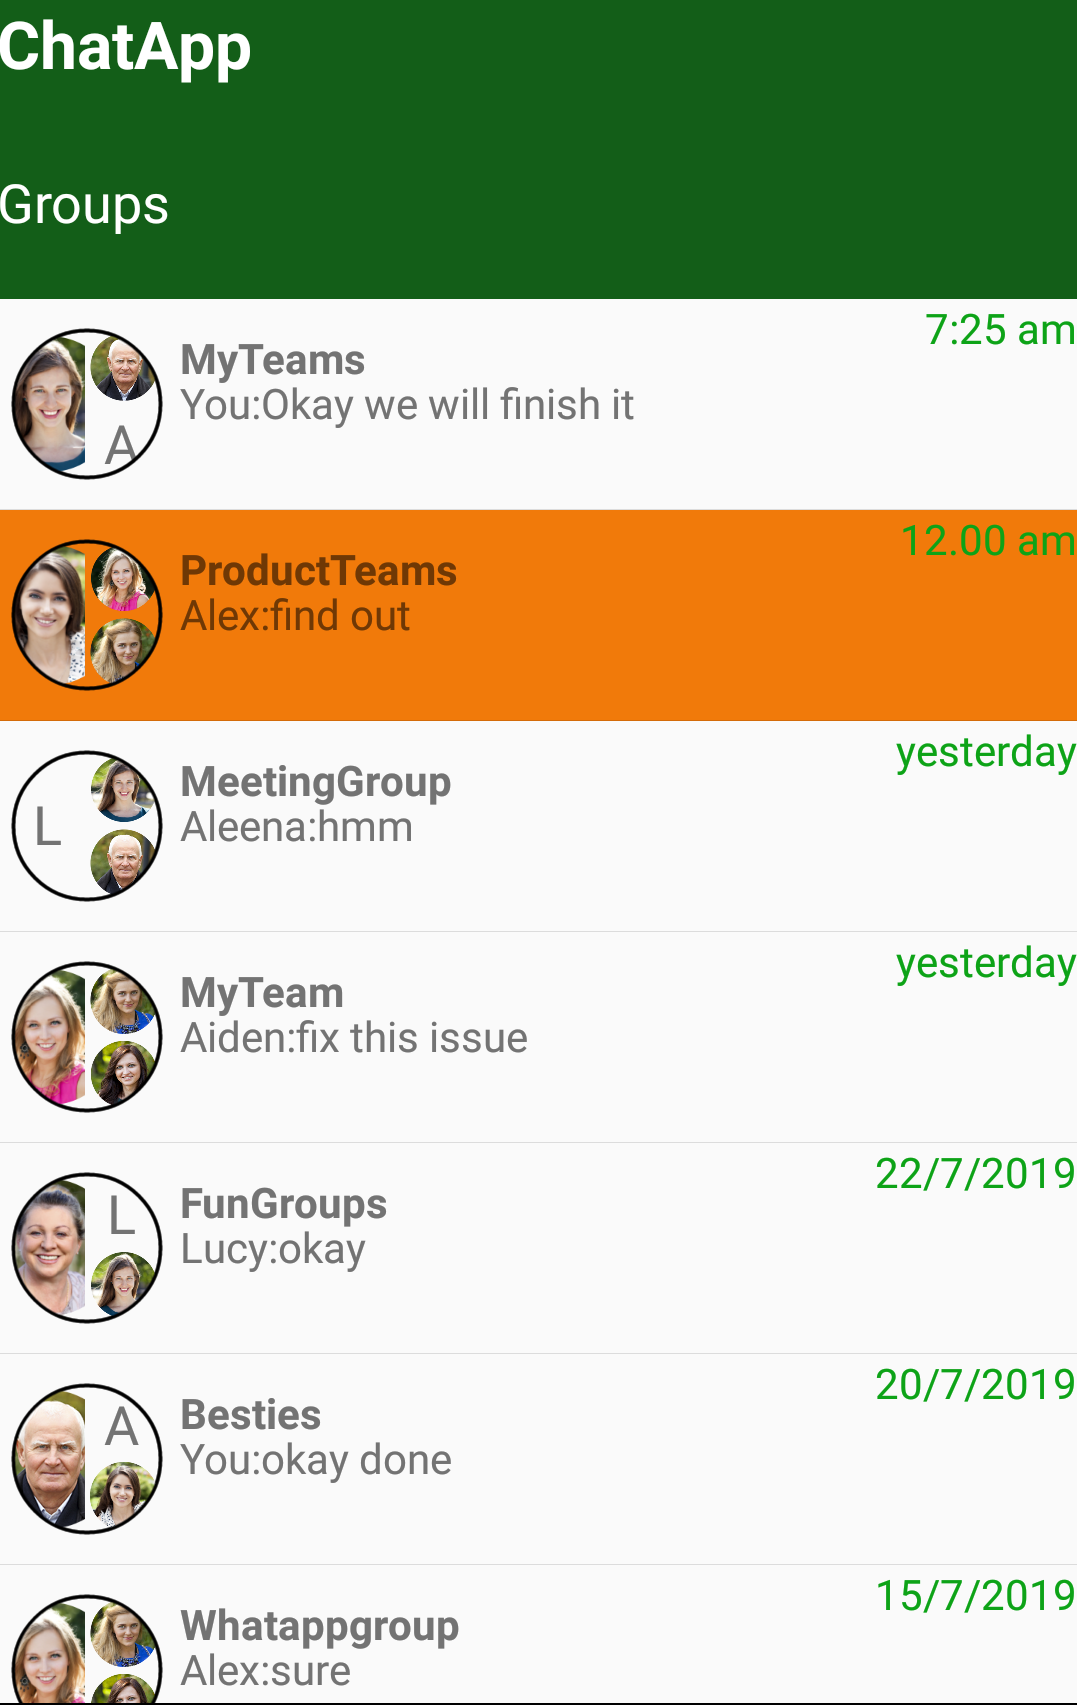 ChatApp
Groups
7:25 am
MyTeams
You:Okay we will finish it
A
12.00 am
ProductTeams
Alex:find out
yesterday
MeetingGroup
Aleena:hmm
L
yesterday
MyTeam
Aiden:fix this issue
22/7/2019
FunGroups
Lucy:okay
L
20/7/2019
Besties
You:okay done
A
15/7/2019
Whatappgroup
Alex:sure